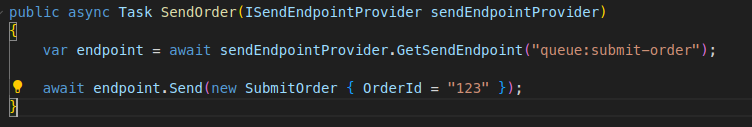 public async Task SendOrder(ISendEndpointProvider sendEndpointProvider)
{
    var endpoint = await sendEndpointProvider.GetSendEndpoint("queue:submit-order");
    await endpoint.Send(new SubmitOrder { OrderId = "123" });
}